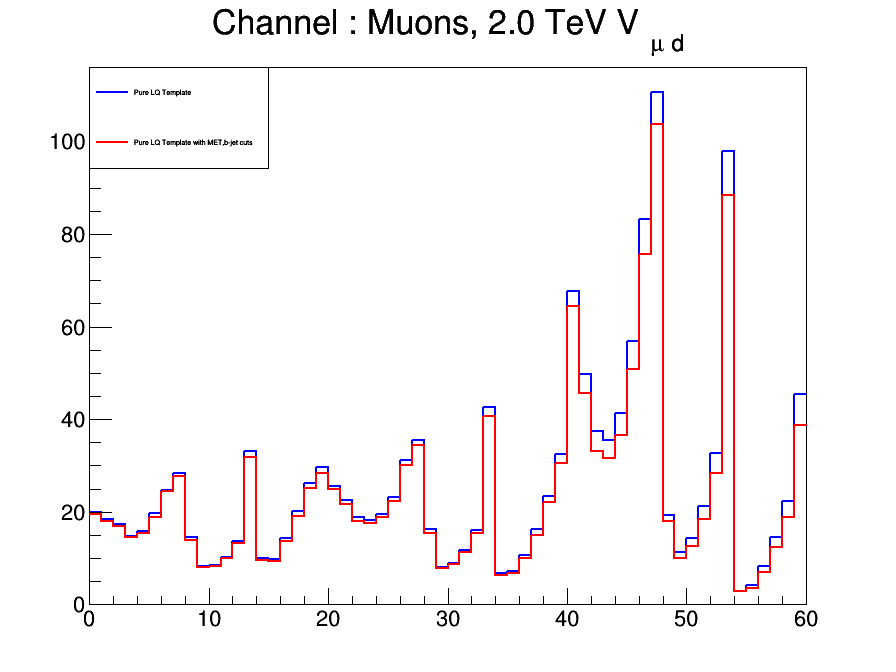 Channel : Muons, 2.0 TeV V μ d
Pure LQ Template
Pure LQ Template with MET,b-jet cuts
100
80
60
40
20
0
0 10 20 30 40 50 60